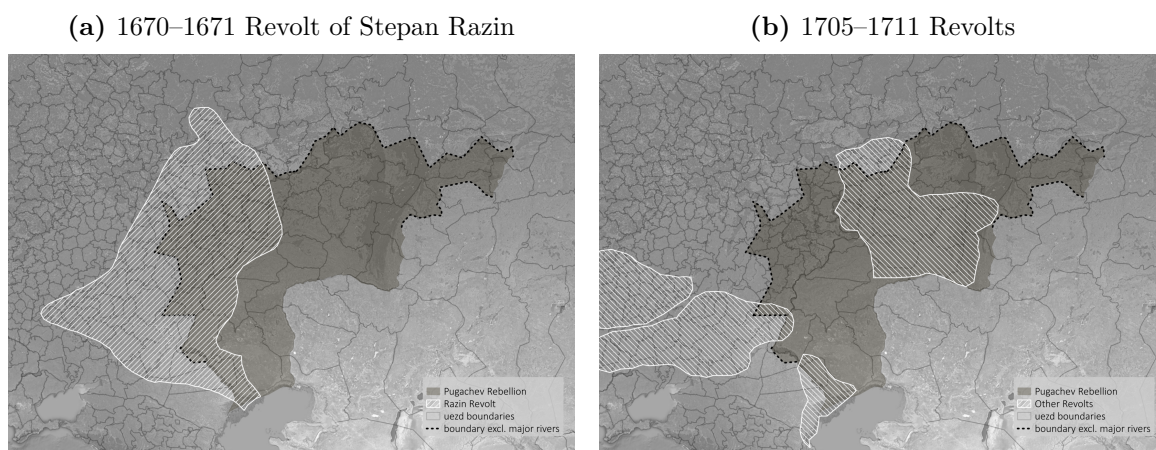 (a) 1670–1671 Revolt of Stepan Razin
(b) 1705–1711 Revolts
Pugachev Rebellion
Razin Revolt
uezd boundaries
boundary excl. major rivers
Pugachev Rebellion
Other Revolts
uezd boundaries
boundary excl. major rivers